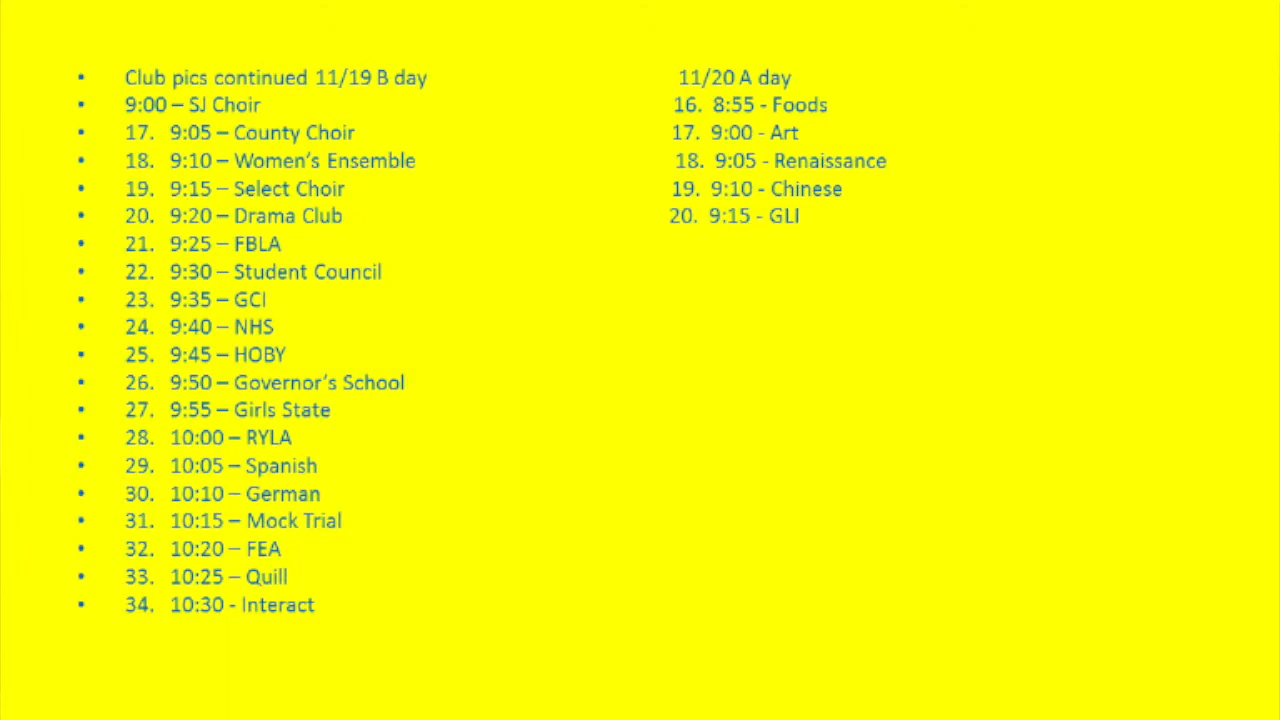 • Club pics continued 11/19 B day
• 9:00 – SJ Choir
• 17. 9:05 – County Choir
• 18. 9:10 – Women's Ensemble
• 19. 9:15 – Select Choir
• 20. 9:20 – Drama Club
• 21. 9:25 – FBLA
• 22. 9:30 – Student Council
• 23. 9:35 – GCI
• 24. 9:40 – NHS
• 25. 9:45 – HOBY
• 26. 9:50 – Governor's School
• 27. 9:55 – Girls State
• 28. 10:00 – RYLA
• 29. 10:05 – Spanish
• 30. 10:10 – German
• 31. 10:15 – Mock Trial
• 32. 10:20 – FEA
• 33. 10:25 – Quill
• 34. 10:30 - Interact
11/20 A day
16. 8:55 - Foods
17. 9:00 - Art
18. 9:05 - Renaissance
19. 9:10 - Chinese
20. 9:15 - GLI